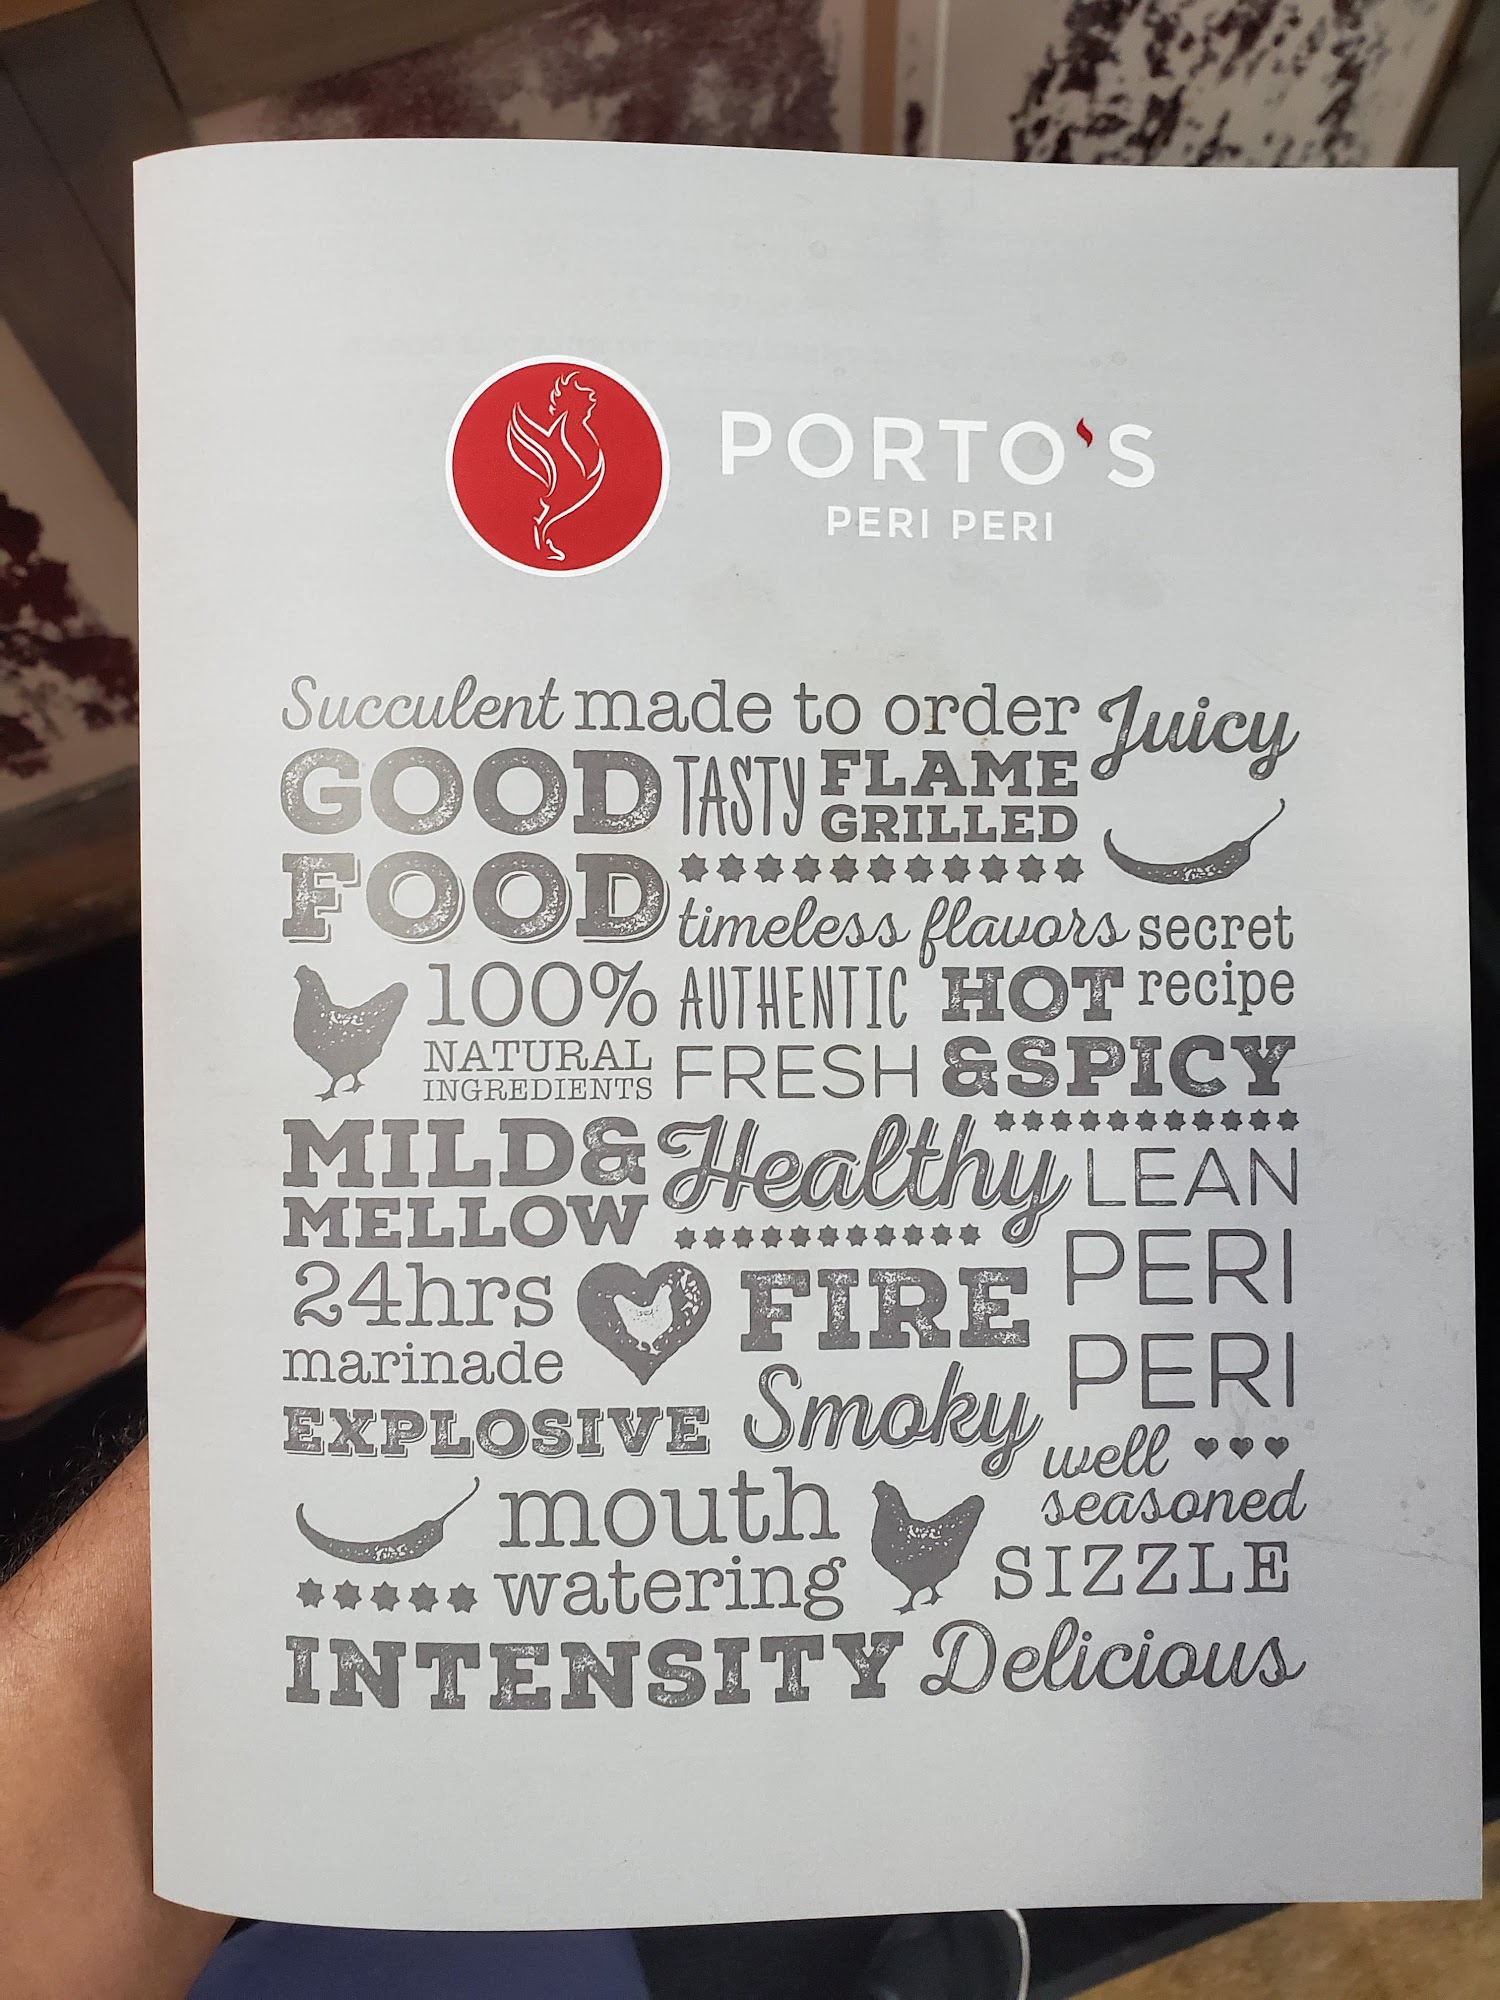 PORTO'S
PERI PERI
Succulent made to order Juicy
GOOD TASTY FLAME
GRILLED
FOOD
timeless flavors secret
recipe
100% AUTHENTIC HOT
NATURAL FRESH &SPICY
INGREDIENTS
MILD& Healthy LEAN
MELLOW
24hrs FIRE PERI
marinade PERI
EXPLOSIVE Smoky well
seasoned
mouth
watering SIZZLE
INTENSITY Delicious